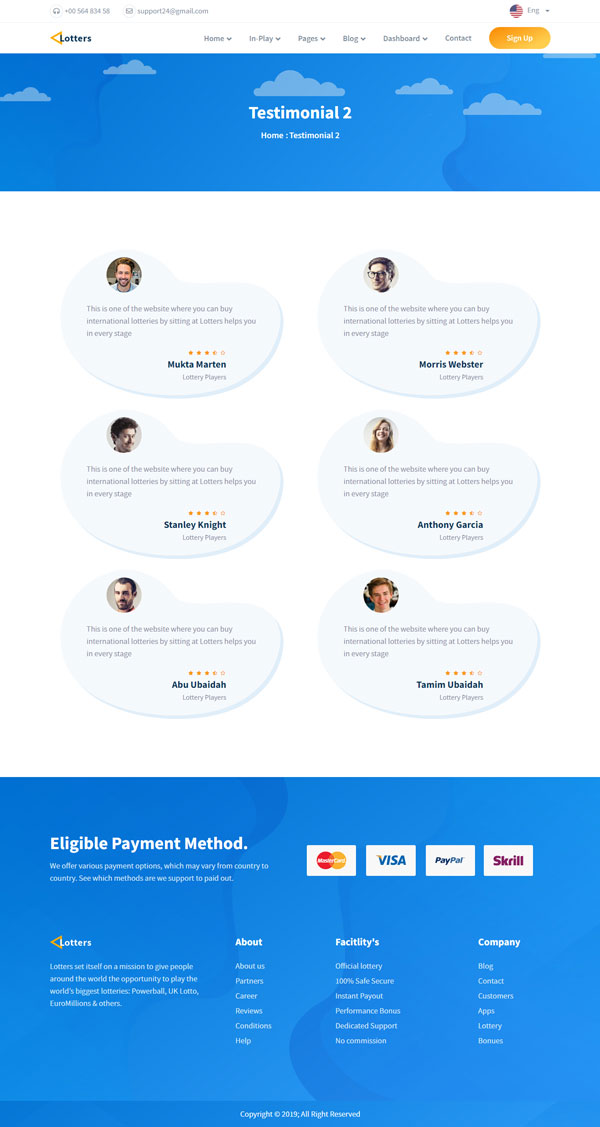 +00 564 834 58 support24@gmail.com Eng
Lotters Home In-Play Pages Blog Dashboard Contact Sign Up
Testimonial 2
Home : Testimonial 2
This is one of the website where you can buy
international lotteries by sitting at Lotters helps you
in every stage
Mukta Marten
Lottery Players
This is one of the website where you can buy
international lotteries by sitting at Lotters helps you
in every stage
Morris Webster
Lottery Players
This is one of the website where you can buy
international lotteries by sitting at Lotters helps you
in every stage
Stanley Knight
Lottery Players
This is one of the website where you can buy
international lotteries by sitting at Lotters helps you
in every stage
Anthony Garcia
Lottery Players
This is one of the website where you can buy
international lotteries by sitting at Lotters helps you
in every stage
Abu Ubaidah
Lottery Players
This is one of the website where you can buy
international lotteries by sitting at Lotters helps you
in every stage
Tamim Ubaidah
Lottery Players
Eligible Payment Method.
We offer various payment options, which may vary from country to
country. See which methods are we support to paid out.
MasterCard VISA PayPal Skrill
Lotters
Lotters set itself on a mission to give people
around the world the opportunity to play the
world's biggest lotteries: Powerball, UK Lotto,
EuroMillions & others.
About
About us
Partners
Career
Reviews
Conditions
Help
Facitlity's
Official lottery
100% Safe Secure
Instant Payout
Performance Bonus
Dedicated Support
No commission
Company
Blog
Contact
Customers
Apps
Lottery
Bonues
Copyright © 2019; All Right Reserved